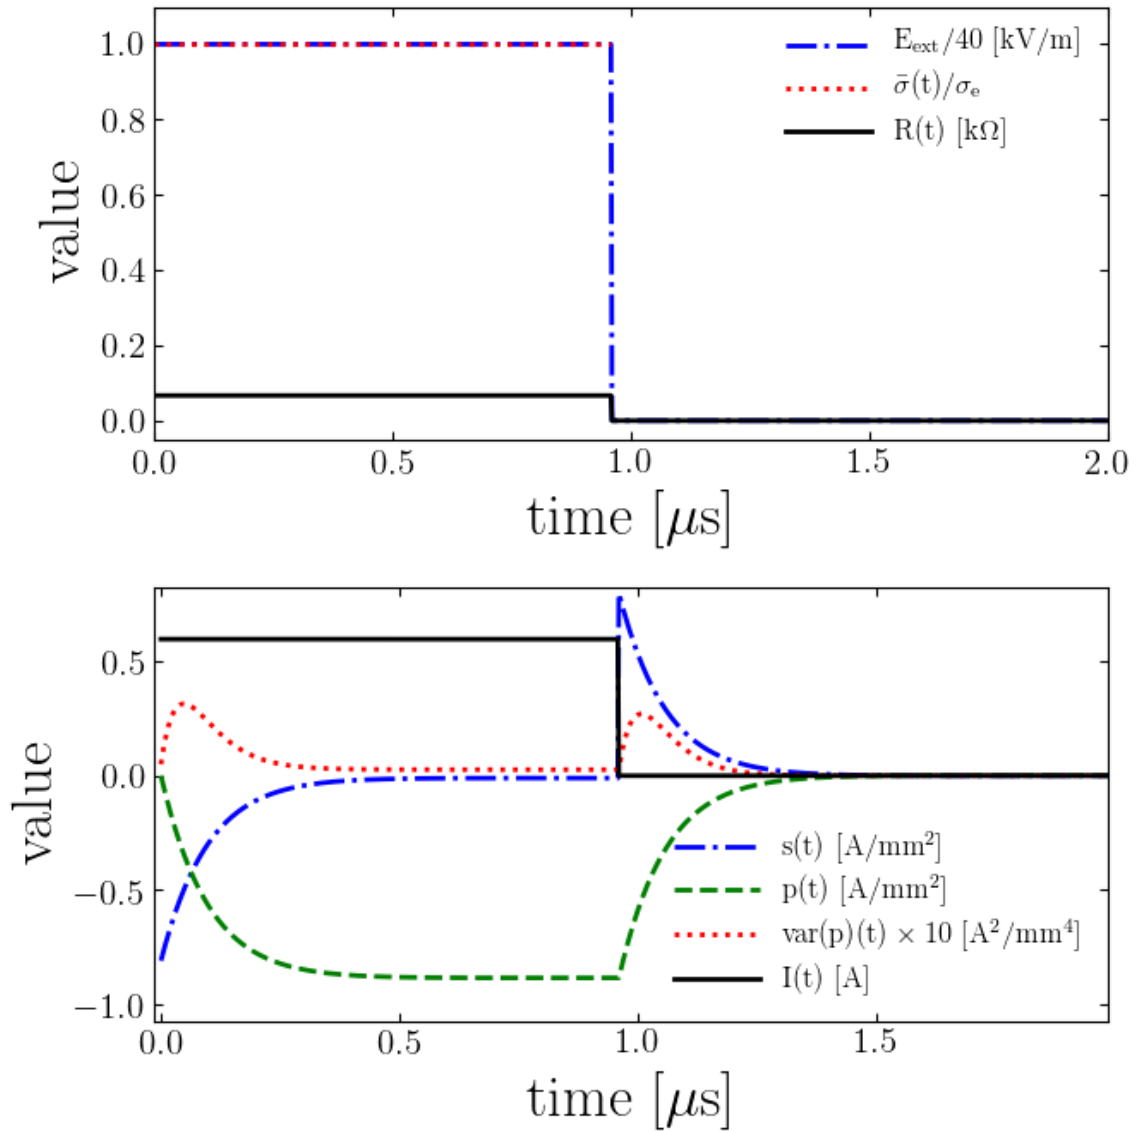 value
1.0
0.8
0.6
0.4
0.2
0.0
E_ext/40 [kV/m]
σ̄(t)/σ_e
R(t) [kΩ]
0.0 0.5 1.0 1.5 2.0
time [μs]
value
0.5
0.0
−0.5
−1.0
s(t) [A/mm²]
p(t) [A/mm²]
var(p)(t) × 10 [A²/mm⁴]
I(t) [A]
0.0 0.5 1.0 1.5
time [μs]